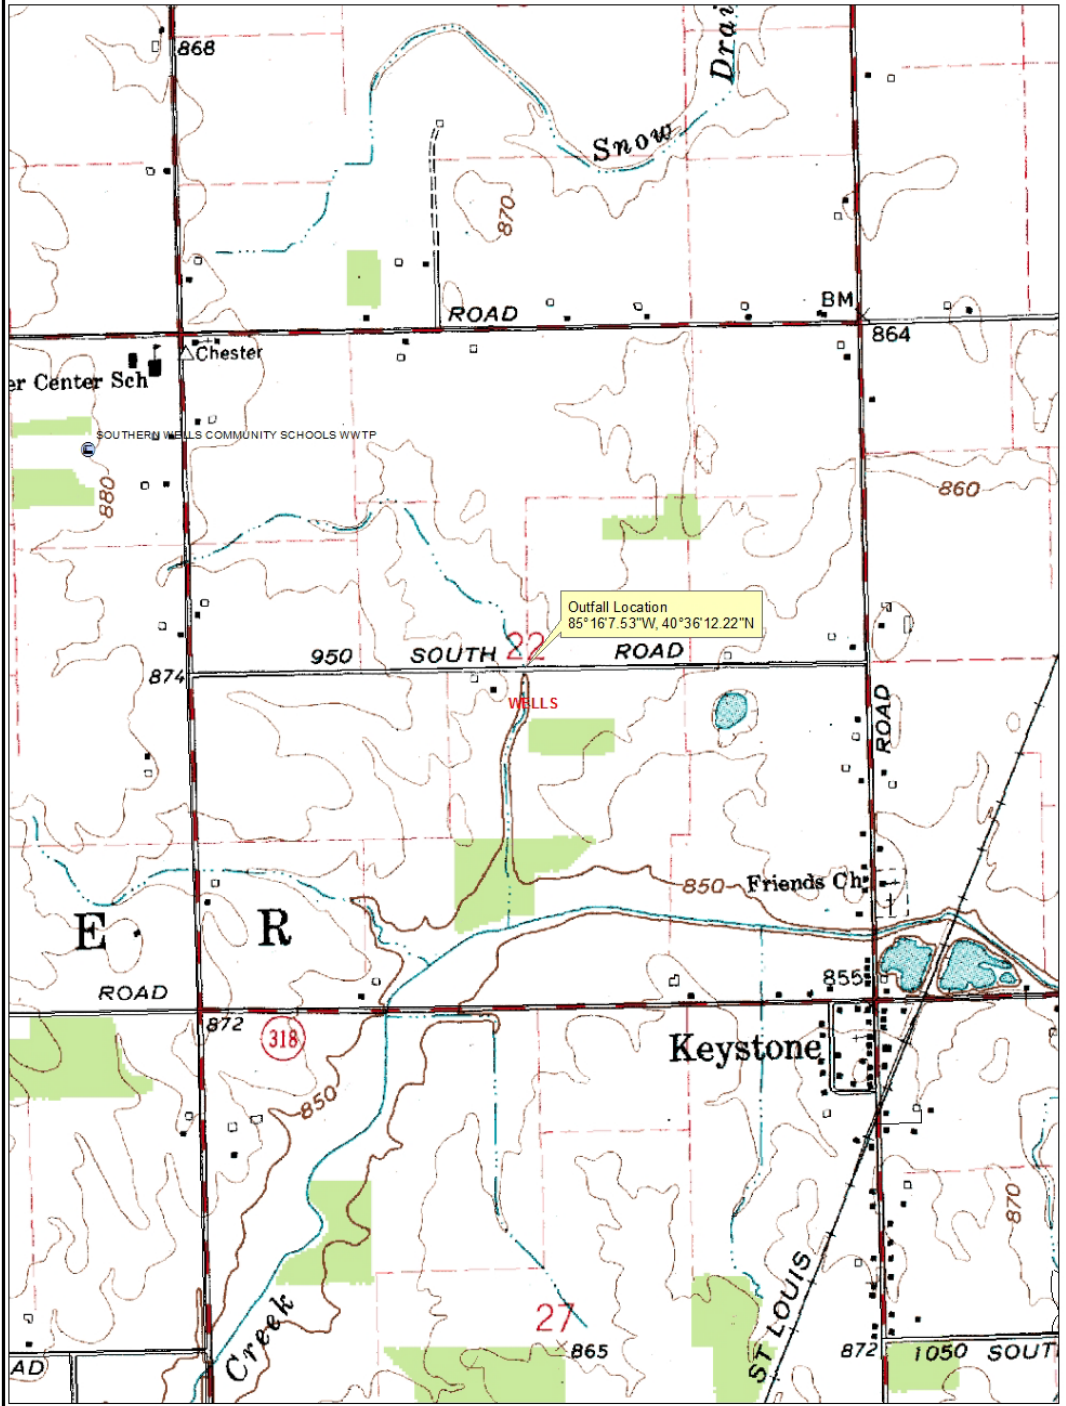 868
Drai
Snow
870
ROAD
BM
864
Chester
er Center Sch
SOUTHERN WELLS COMMUNITY SCHOOLS WWTP
880
860
Outfall Location
85°16'7.53"W, 40°36'12.22"N
950 SOUTH 22 ROAD
874
WELLS
ROAD
850
Friends Ch
E R
ROAD
855
872
318
Keystone
850
870
ST LOUIS
Creek
27
865
872
1050 SOUT
AD